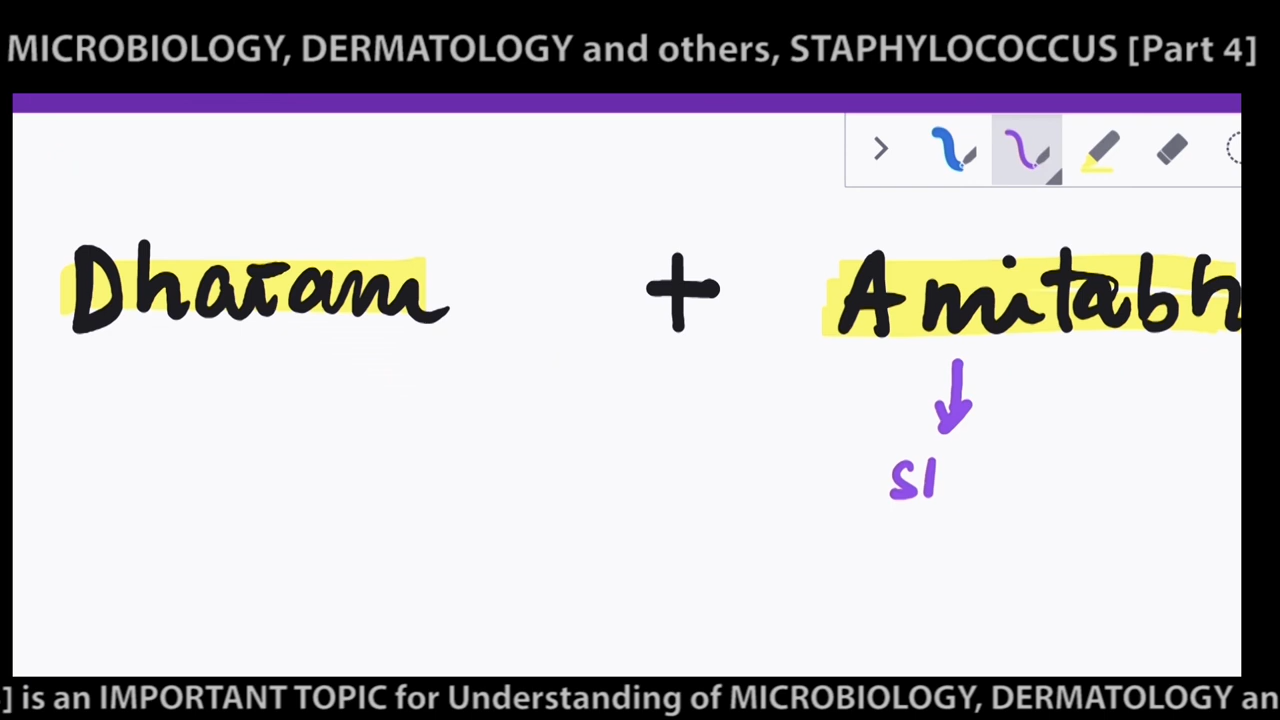 MICROBIOLOGY, DERMATOLOGY and others, STAPHYLOCOCCUS [Part 4]
Dharam + Amitabh
SI
] is an IMPORTANT TOPIC for Understanding of MICROBIOLOGY, DERMATOLOGY an